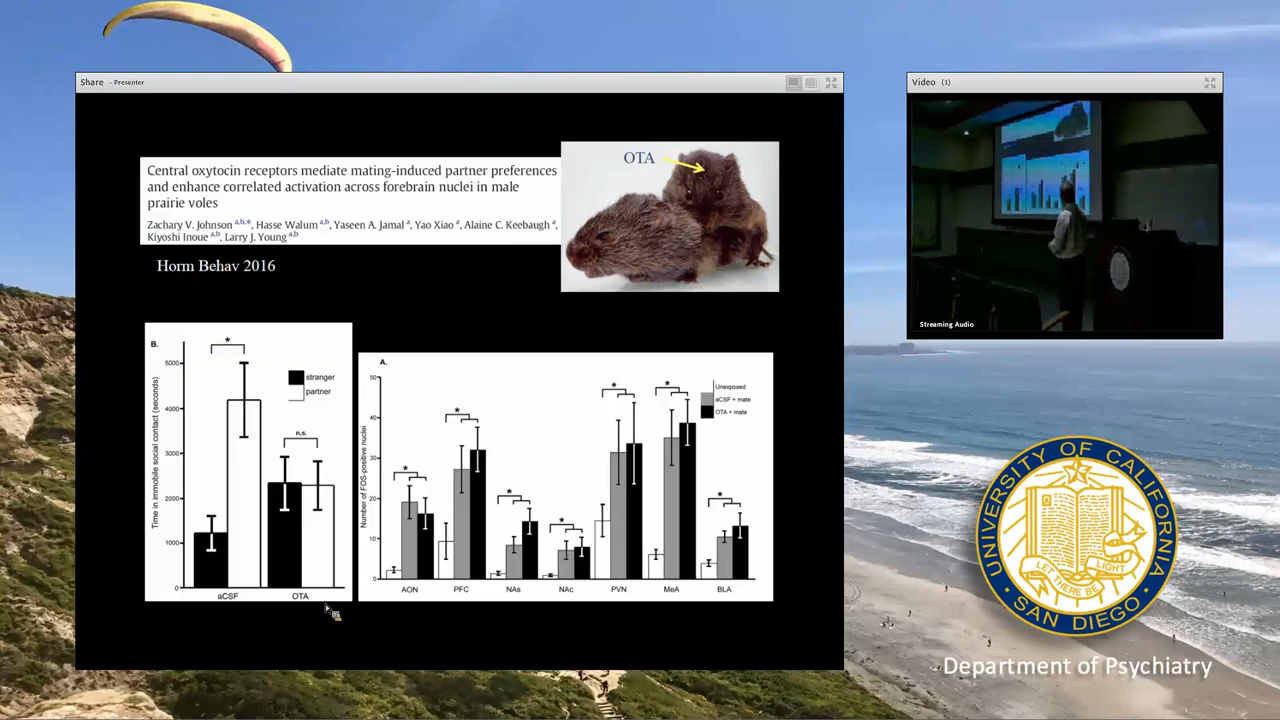 Share - Presenter
Central oxytocin receptors mediate mating-induced partner preferences
and enhance correlated activation across forebrain nuclei in male
prairie voles
Zachary V. Johnson a,b,*, Hasse Walum a,b, Yaseen A. Jamal a, Yao Xiao a, Alaine C. Keebaugh a,
Kiyoshi Inoue a,b, Larry J. Young a,b
Horm Behav 2016
OTA
B.
Time in immobile social contact (seconds)
5000
4000
3000
2000
1000
0
*
n.s.
stranger
partner
aCSF OTA
A.
Number of FOS-positive nuclei
50
40
30
20
10
0
* * * * * * *
Unexposed
aCSF + mate
OTA + mate
AON PFC NAs NAc PVN MeA BLA
Video (1)
Streaming Audio
UNIVERSITY OF CALIFORNIA
A
LET THERE BE LIGHT
SAN DIEGO
Department of Psychiatry